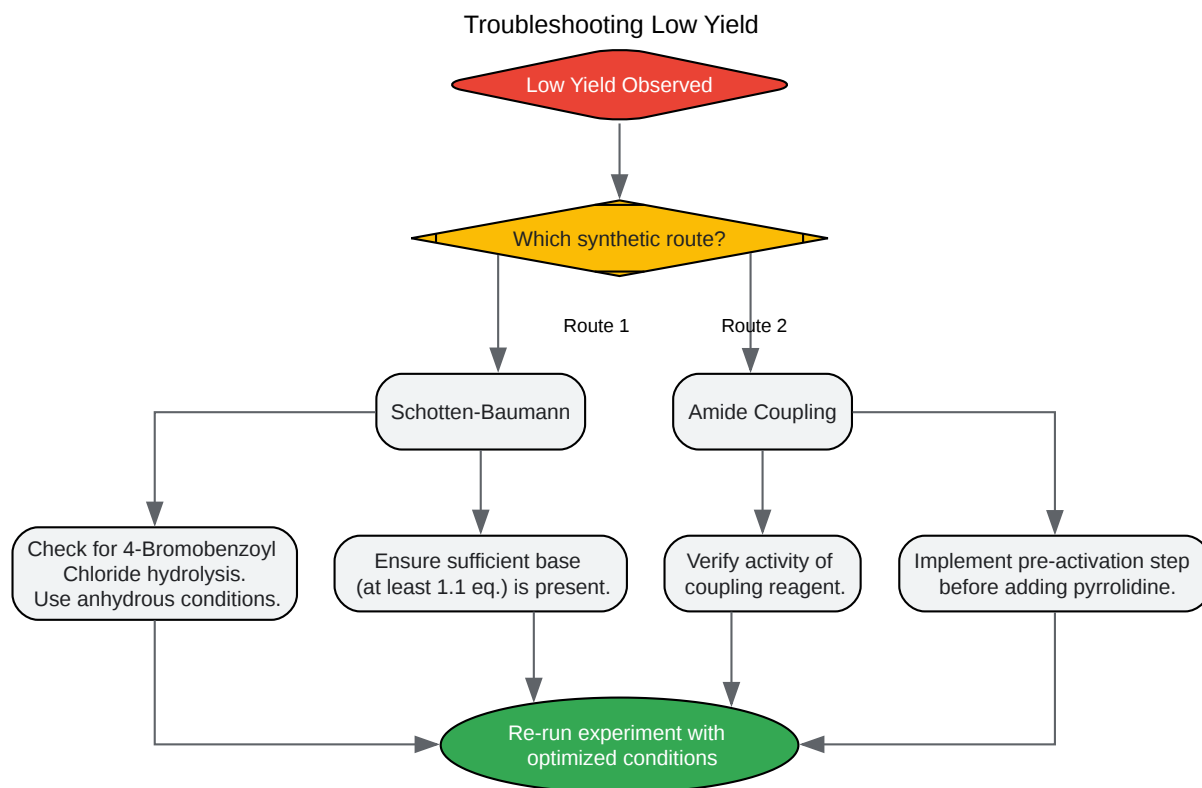 Troubleshooting Low Yield
Low Yield Observed
Which synthetic route?
Route 1
Route 2
Schotten-Baumann
Amide Coupling
Check for 4-Bromobenzoyl
Chloride hydrolysis.
Use anhydrous conditions.
Ensure sufficient base
(at least 1.1 eq.) is present.
Verify activity of
coupling reagent.
Implement pre-activation step
before adding pyrrolidine.
Re-run experiment with
optimized conditions